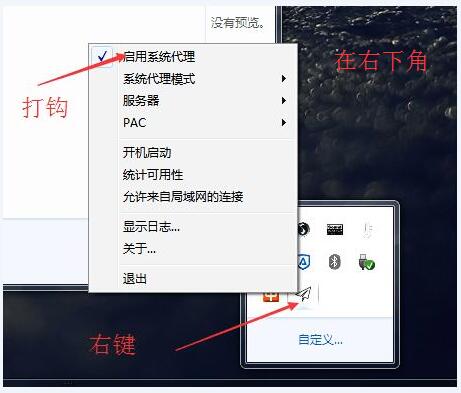 没有预览。
启用系统代理
在右下角
系统代理模式
打钩
服务器
PAC
开机启动
统计可用性
允许来自局域网的连接
显示日志...
关于...
退出
右键
自定义...